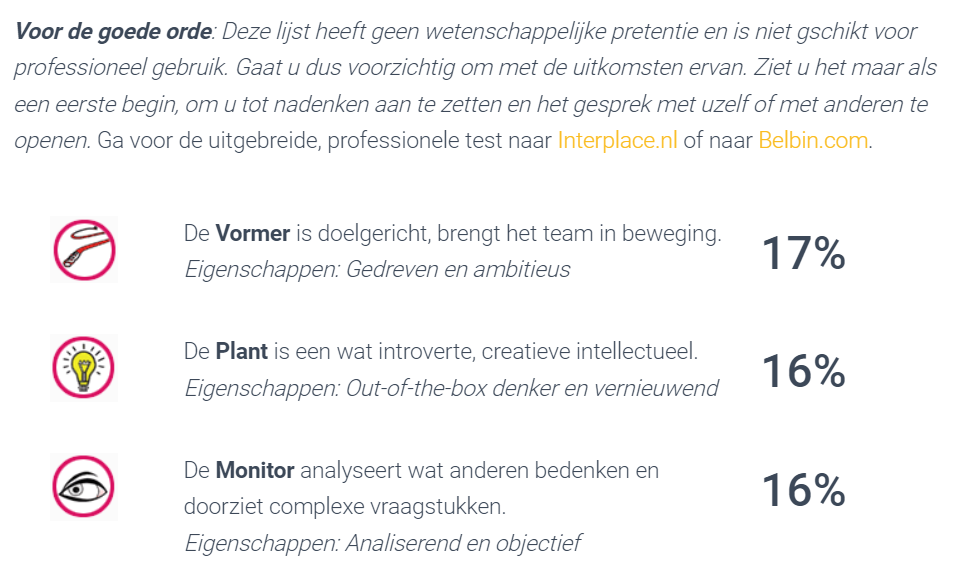 Voor de goede orde: Deze lijst heeft geen wetenschappelijke pretentie en is niet gschikt voor
professioneel gebruik. Gaat u dus voorzichtig om met de uitkomsten ervan. Ziet u het maar als
een eerste begin, om u tot nadenken aan te zetten en het gesprek met uzelf of met anderen te
openen. Ga voor de uitgebreide, professionele test naar Interplace.nl of naar Belbin.com.
De Vormer is doelgericht, brengt het team in beweging.
Eigenschappen: Gedreven en ambitieus
17%
De Plant is een wat introverte, creatieve intellectueel.
Eigenschappen: Out-of-the-box denker en vernieuwend
16%
De Monitor analyseert wat anderen bedenken en
doorziet complexe vraagstukken.
Eigenschappen: Analiserend en objectief
16%